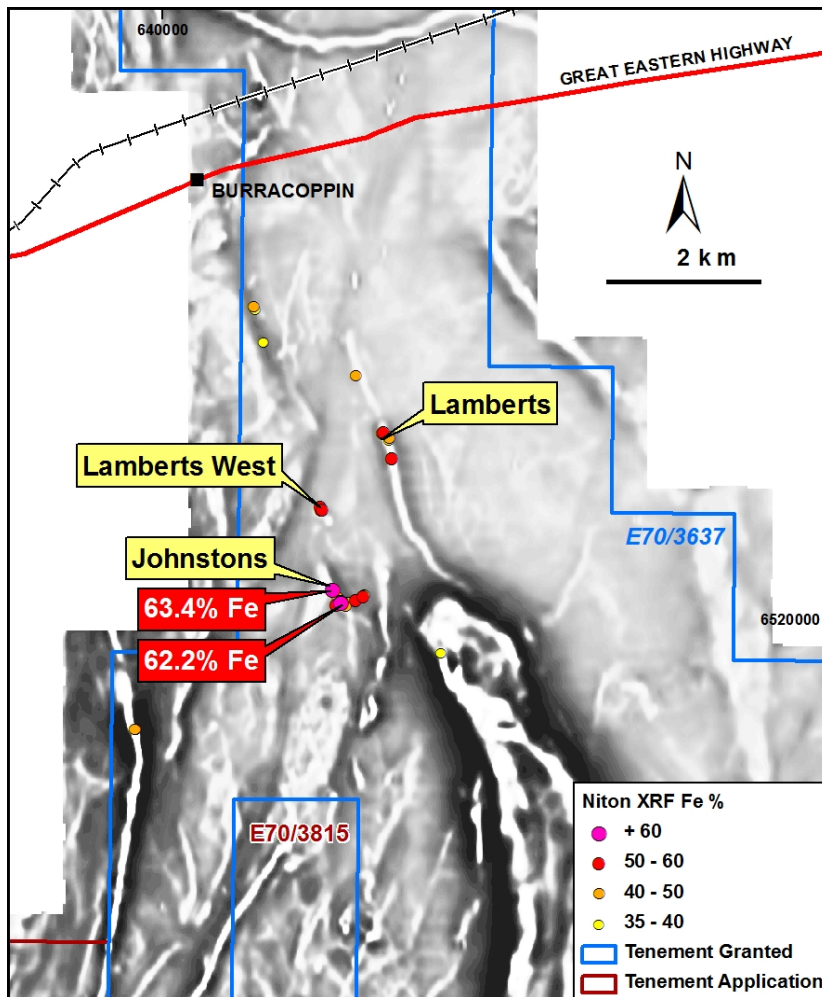 640000
GREAT EASTERN HIGHWAY
BURRACOPPIN
N
2 km
Lamberts
Lamberts West
E70/3637
Johnstons
63.4% Fe
6520000
62.2% Fe
E70/3815
Niton XRF Fe %
+ 60
50 - 60
40 - 50
35 - 40
Tenement Granted
Tenement Application